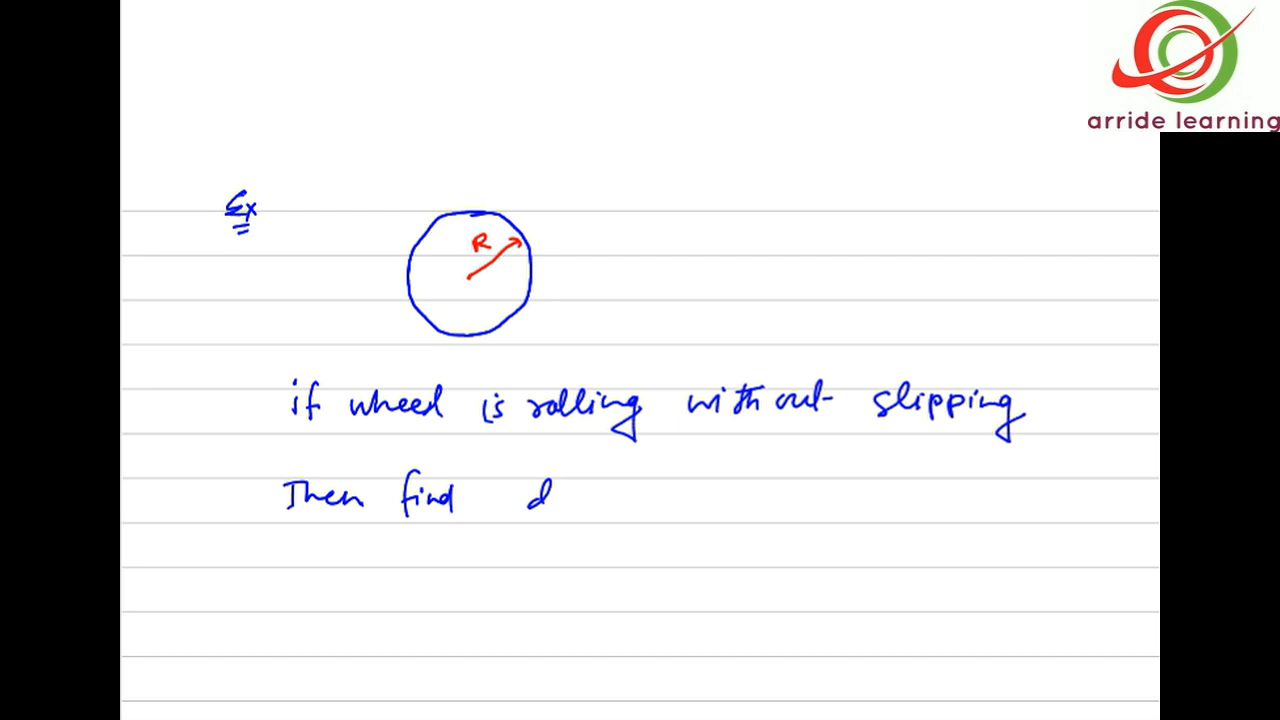 arride learning
Ex
R
if wheel is rolling without slipping
Then find d